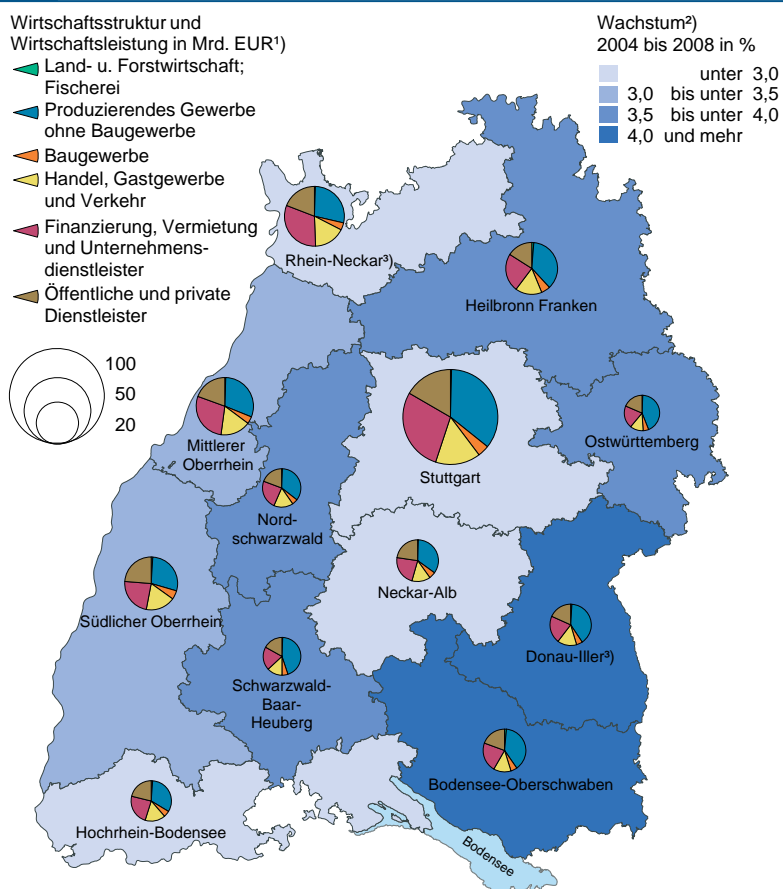 Wirtschaftsstruktur und
Wirtschaftsleistung in Mrd. EUR¹)
Land- u. Forstwirtschaft;
Fischerei
Produzierendes Gewerbe
ohne Baugewerbe
Baugewerbe
Handel, Gastgewerbe
und Verkehr
Finanzierung, Vermietung
und Unternehmens-
dienstleister
Öffentliche und private
Dienstleister
100
50
20
Wachstum²)
2004 bis 2008 in %
unter 3,0
3,0 bis unter 3,5
3,5 bis unter 4,0
4,0 und mehr
Rhein-Neckar³)
Heilbronn Franken
Mittlerer
Oberrhein
Stuttgart
Ostwürttemberg
Nord-
schwarzwald
Neckar-Alb
Südlicher Oberrhein
Donau-Iller³)
Schwarzwald-
Baar-
Heuberg
Bodensee-Oberschwaben
Hochrhein-Bodensee
Bodensee